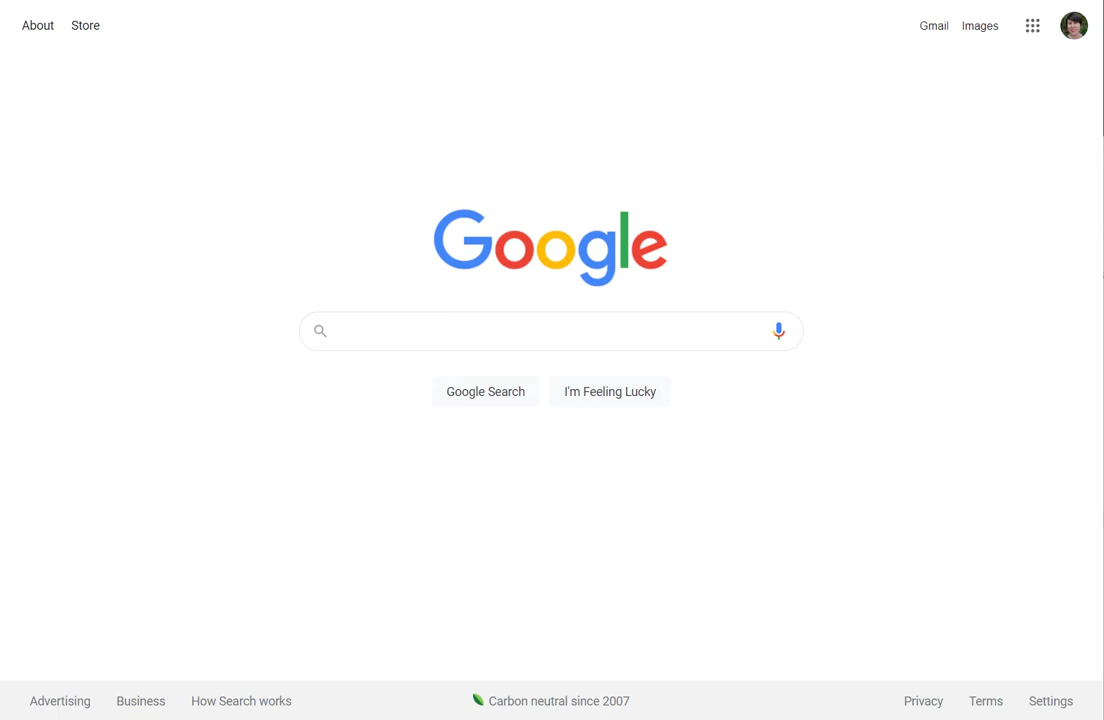 About Store
Gmail Images
Google
Google Search I'm Feeling Lucky
Advertising Business How Search works
Carbon neutral since 2007
Privacy Terms Settings